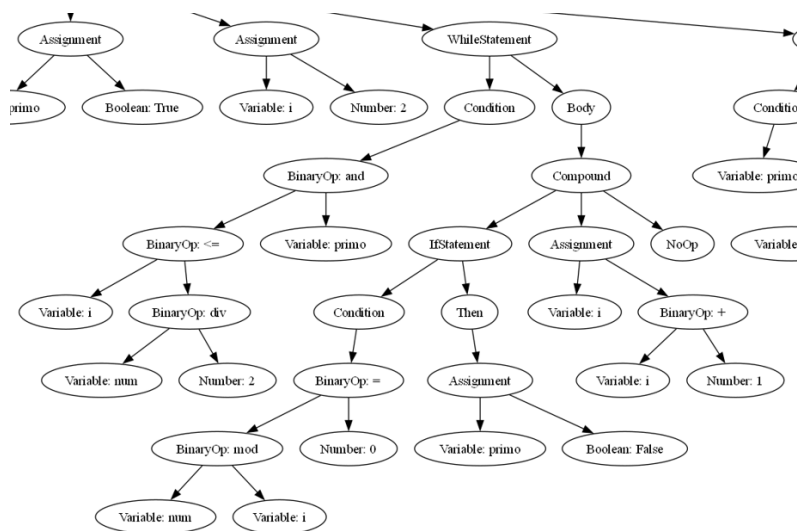 Assignment
Assignment
WhileStatement
primo
Boolean: True
Variable: i
Number: 2
Condition
Body
Condition
BinaryOp: and
Compound
Variable: primo
BinaryOp: <=
Variable: primo
IfStatement
Assignment
NoOp
Variable
Variable: i
BinaryOp: div
Condition
Then
Variable: i
BinaryOp: +
Variable: num
Number: 2
BinaryOp: =
Assignment
Variable: i
Number: 1
BinaryOp: mod
Number: 0
Variable: primo
Boolean: False
Variable: num
Variable: i